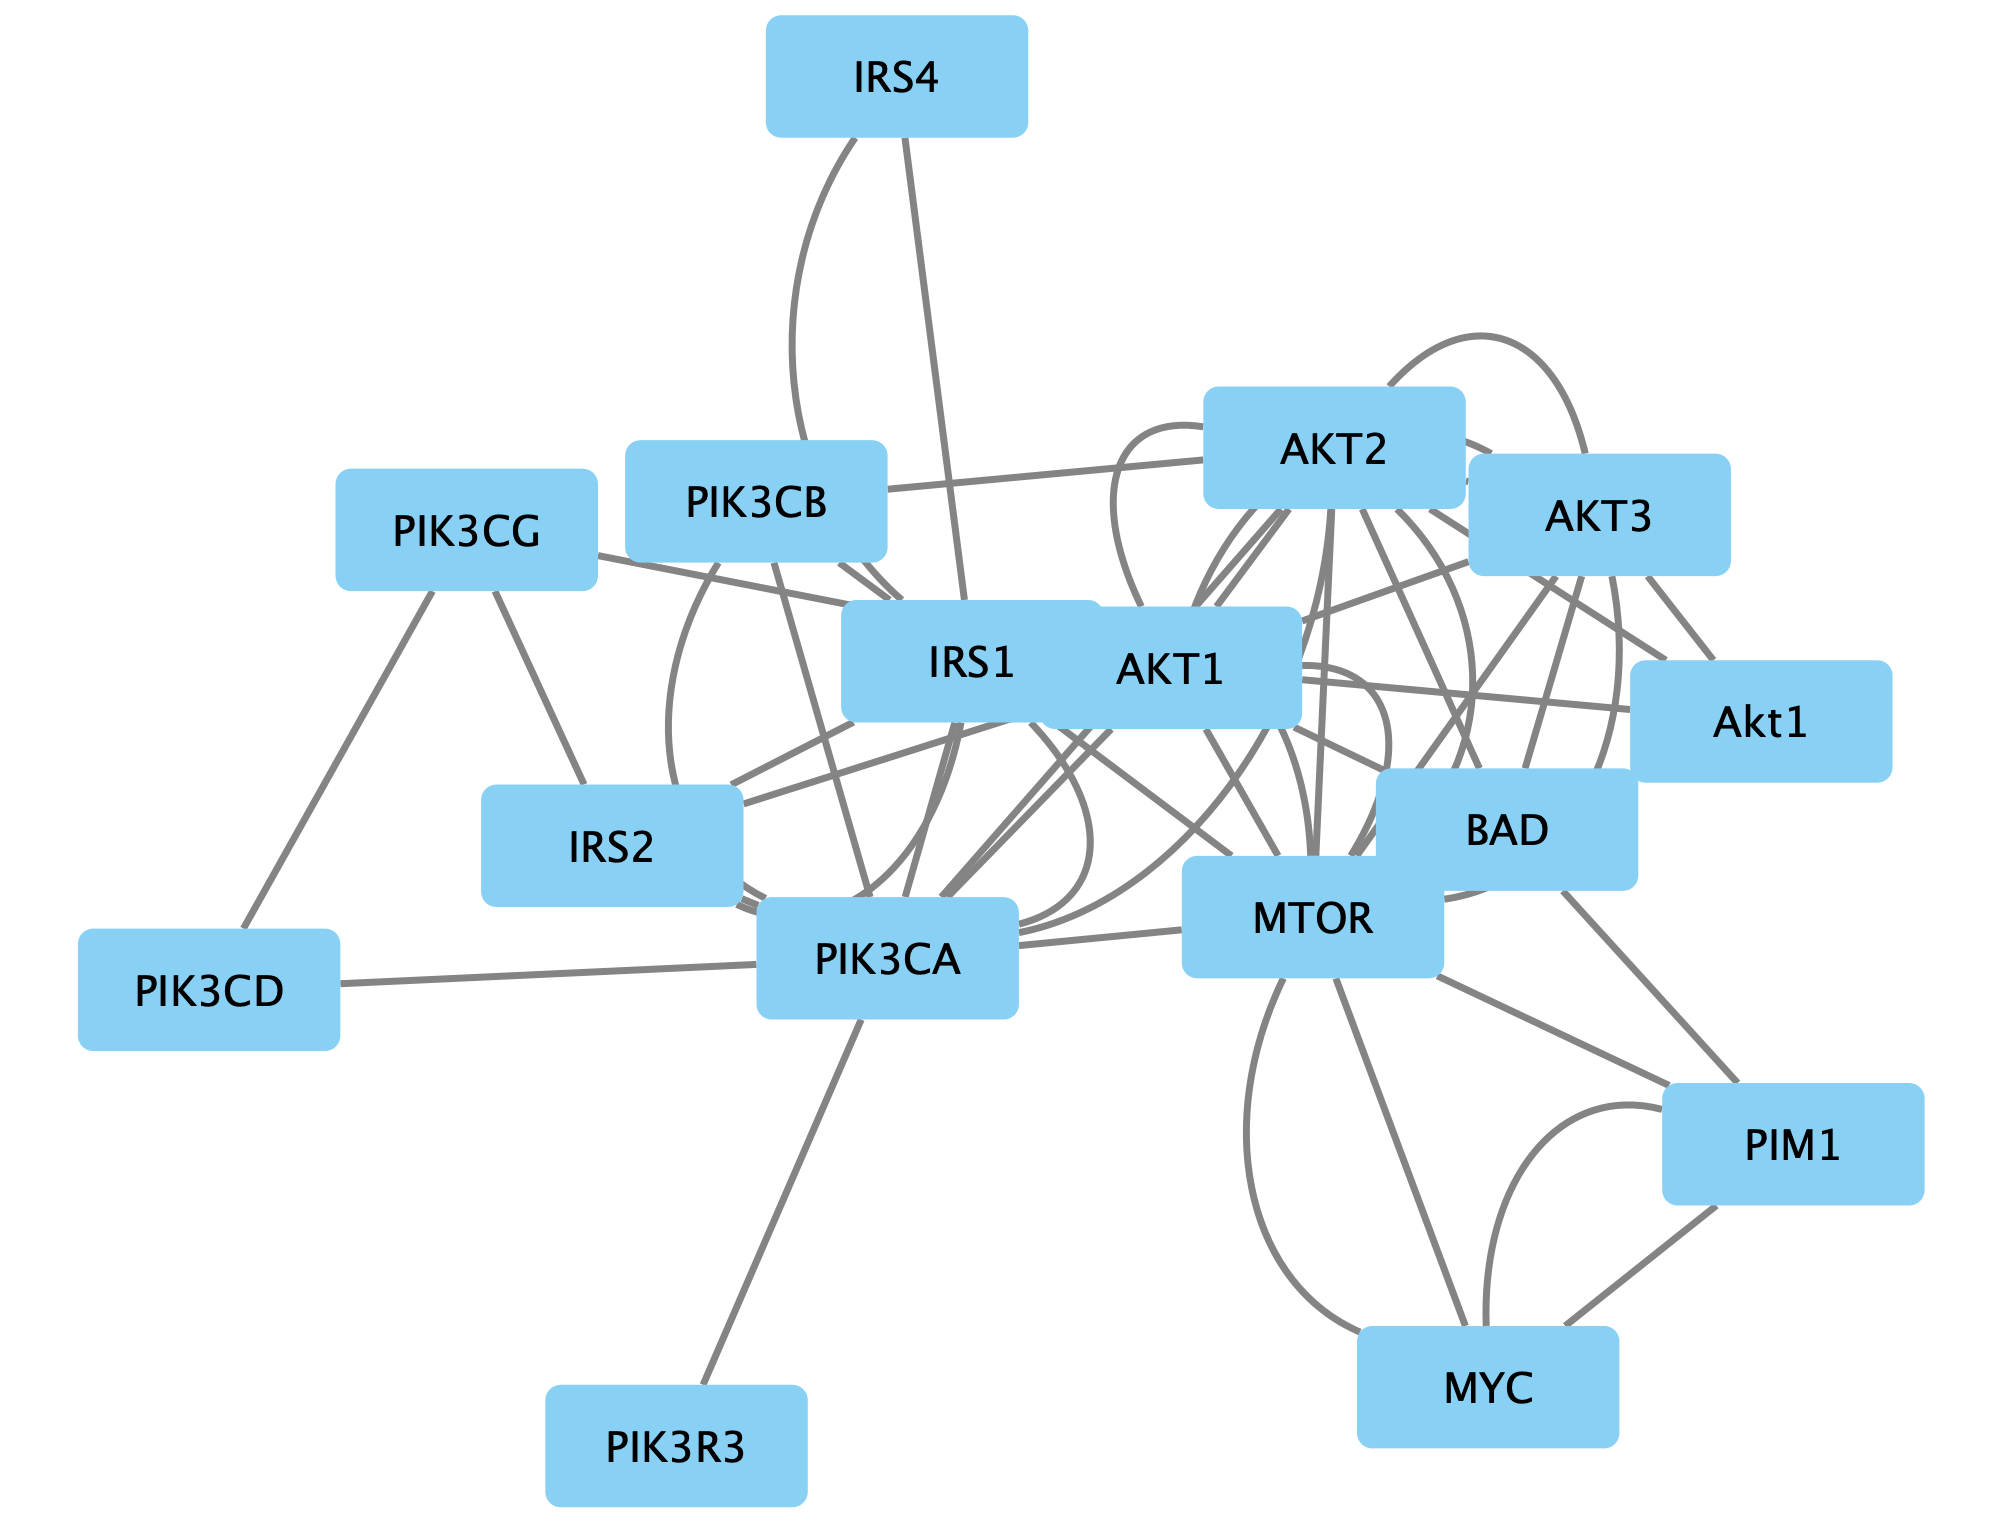 IRS4
AKT2
PIK3CB
AKT3
PIK3CG
IRS1
AKT1
Akt1
BAD
IRS2
MTOR
PIK3CA
PIK3CD
PIM1
MYC
PIK3R3